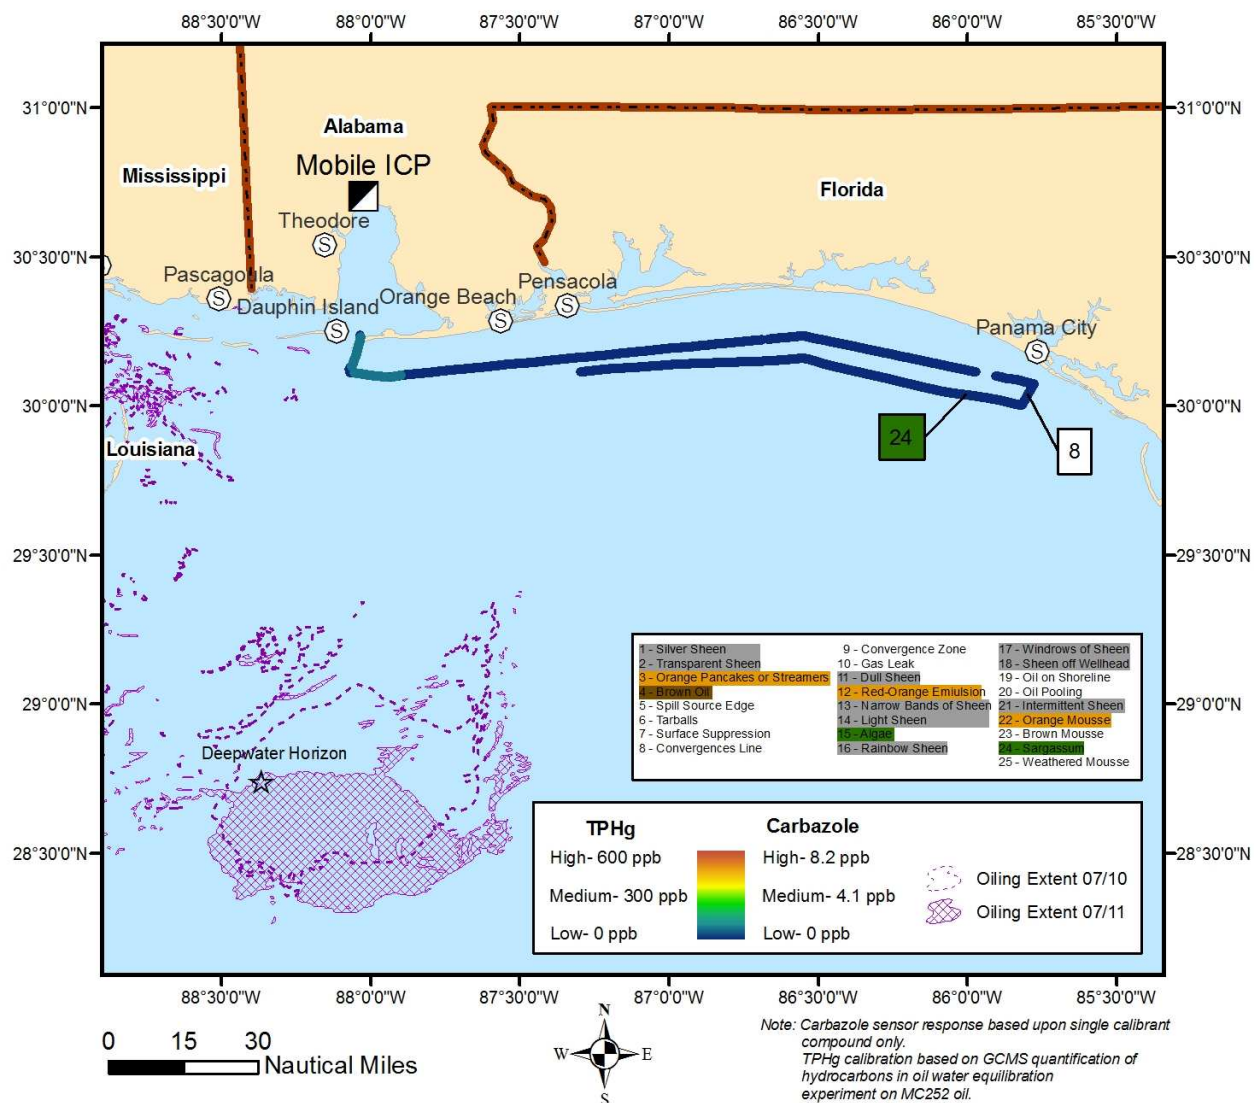 88°30'0"W 88°0'0"W 87°30'0"W 87°0'0"W 86°30'0"W 86°0'0"W 85°30'0"W
31°0'0"N 31°0'0"N
Alabama
Mobile ICP
Mississippi
Florida
Theodore
S
30°30'0"N 30°30'0"N
Pascagoula
S
Dauphin Island
S
Orange Beach
S
Pensacola
S
Panama City
S
30°0'0"N 30°0'0"N
24
8
Louisiana
29°30'0"N 29°30'0"N
1 - Silver Sheen
2 - Transparent Sheen
3 - Orange Pancakes or Streamers
4 - Brown Oil
5 - Spill Source Edge
6 - Tarballs
7 - Surface Suppression
8 - Convergences Line
9 - Convergence Zone
10 - Gas Leak
11 - Dull Sheen
12 - Red-Orange Emiulsion
13 - Narrow Bands of Sheen
14 - Light Sheen
15 - Algae
16 - Rainbow Sheen
17 - Windrows of Sheen
18 - Sheen off Wellhead
19 - Oil on Shoreline
20 - Oil Pooling
21 - Intermittent Sheen
22 - Orange Mousse
23 - Brown Mousse
24 - Sargassum
25 - Weathered Mousse
29°0'0"N 29°0'0"N
Deepwater Horizon
28°30'0"N 28°30'0"N
TPHg Carbazole
High- 600 ppb High- 8.2 ppb
Medium- 300 ppb Medium- 4.1 ppb
Low- 0 ppb Low- 0 ppb
Oiling Extent 07/10
Oiling Extent 07/11
88°30'0"W 88°0'0"W 87°30'0"W 87°0'0"W 86°30'0"W 86°0'0"W 85°30'0"W
0 15 30
Nautical Miles
N
W E
S
Note: Carbazole sensor response based upon single calibrant
compound only.
TPHg calibration based on GCMS quantification of
hydrocarbons in oil water equilibration
experiment on MC252 oil.